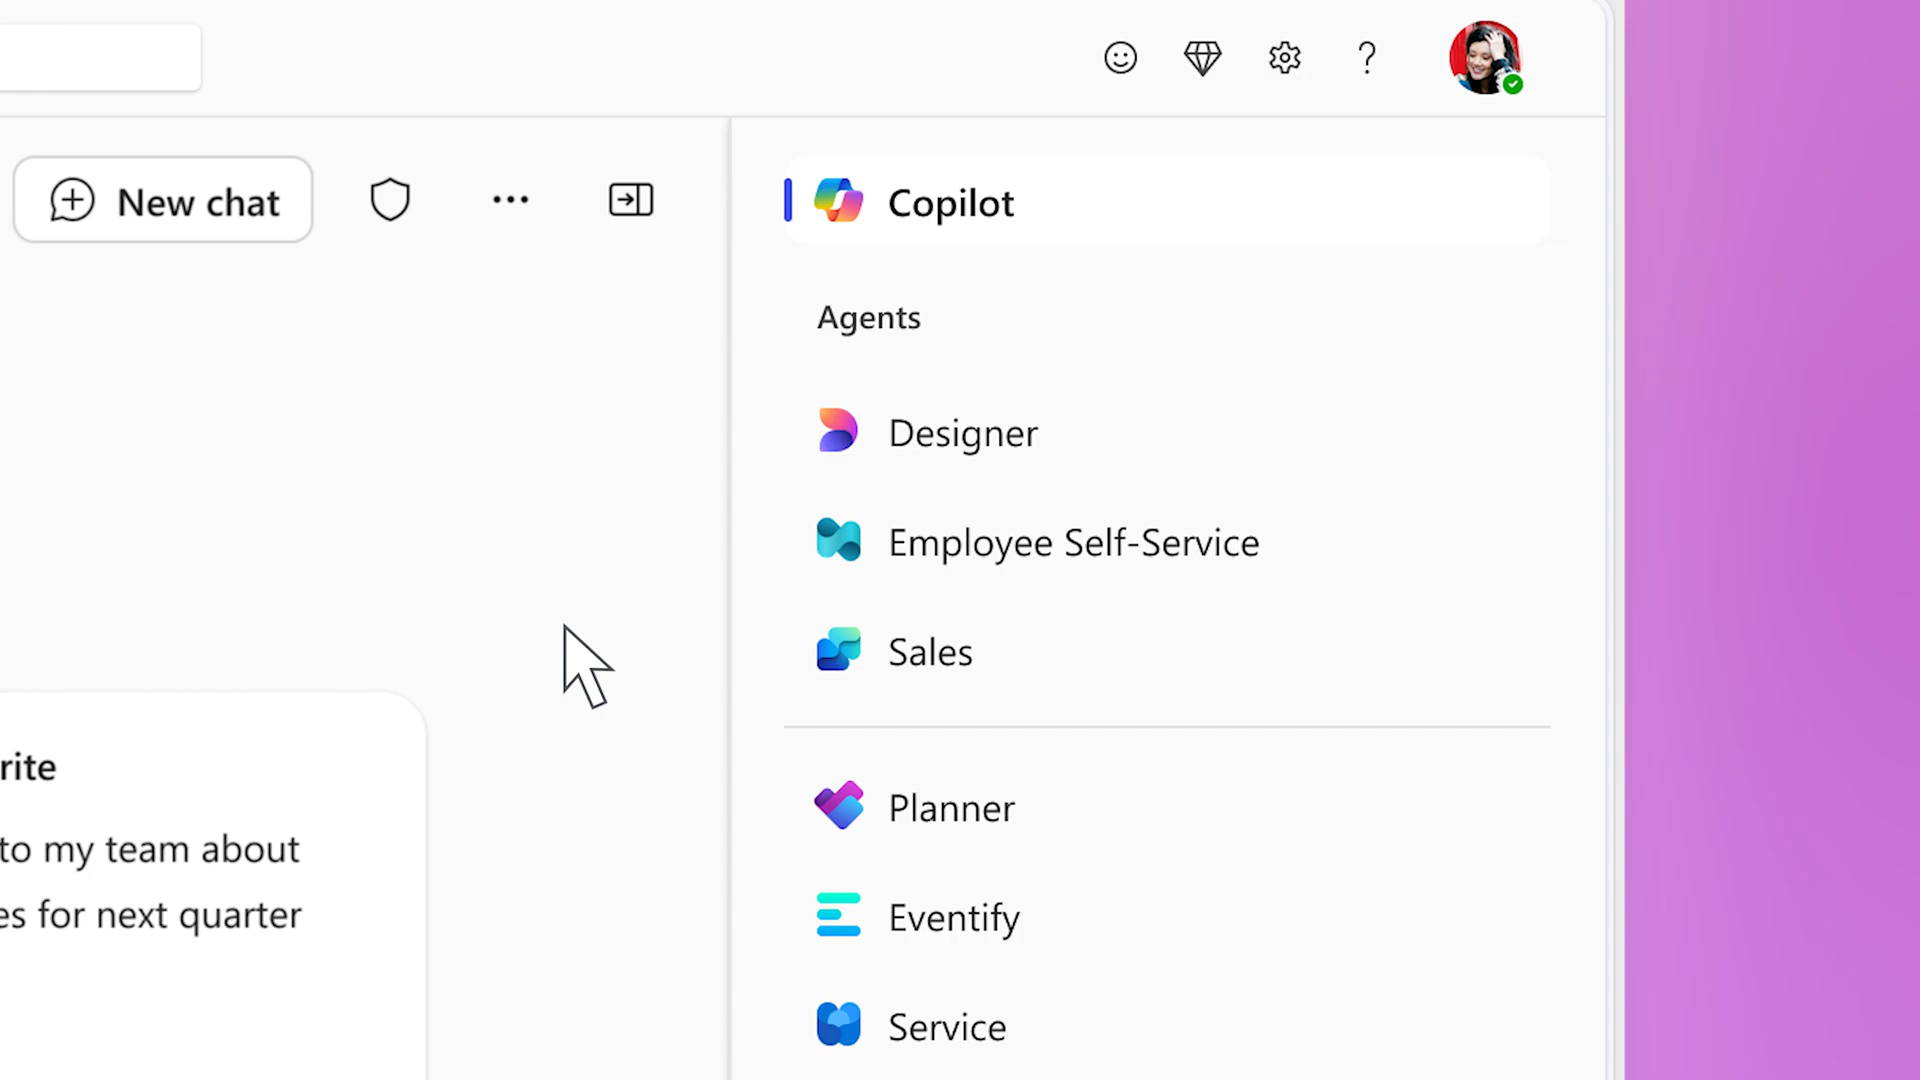 New chat
Copilot
Agents
Designer
Employee Self-Service
Sales
rite
to my team about
es for next quarter
Planner
Eventify
Service